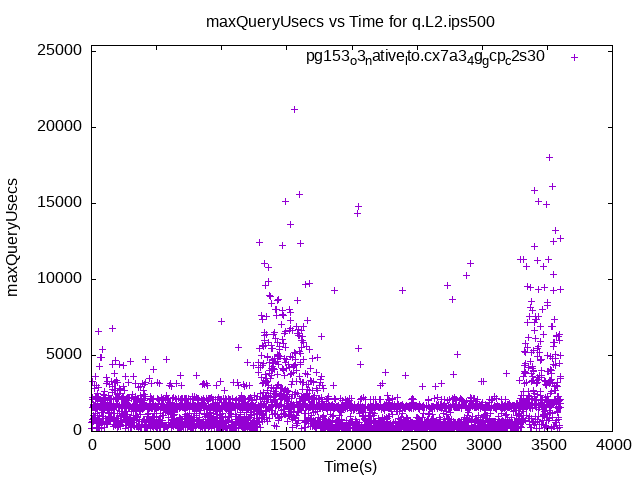 maxQueryUsecs vs Time for q.L2.ips500
pg153o3native_lto.cx7a34ggcpc2s30
25000
20000
15000
10000
5000
0
maxQueryUsecs
0 500 1000 1500 2000 2500 3000 3500 4000
Time(s)